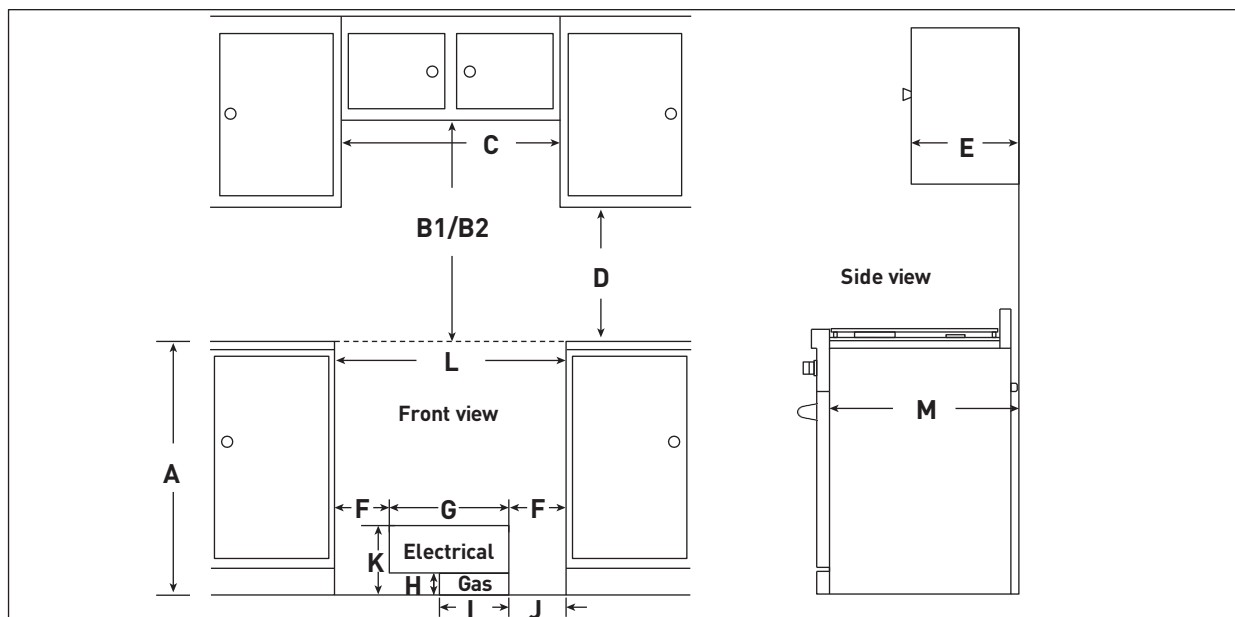 C
E
B1/B2
D
Side view
L
Front view
M
A
F G F
K
Electrical
H
Gas
I J